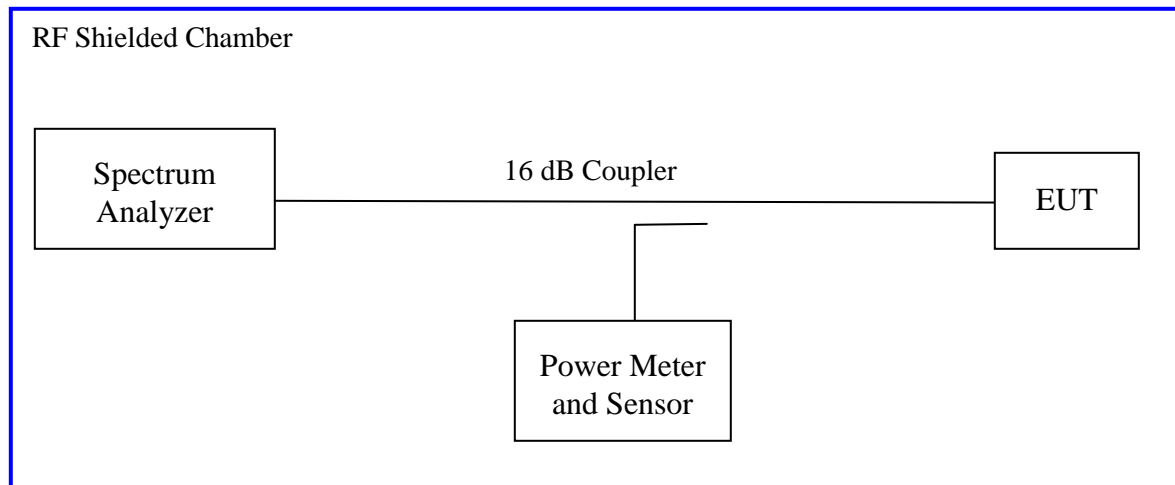 RF Shielded Chamber
Spectrum
Analyzer
16 dB Coupler
EUT
Power Meter
and Sensor